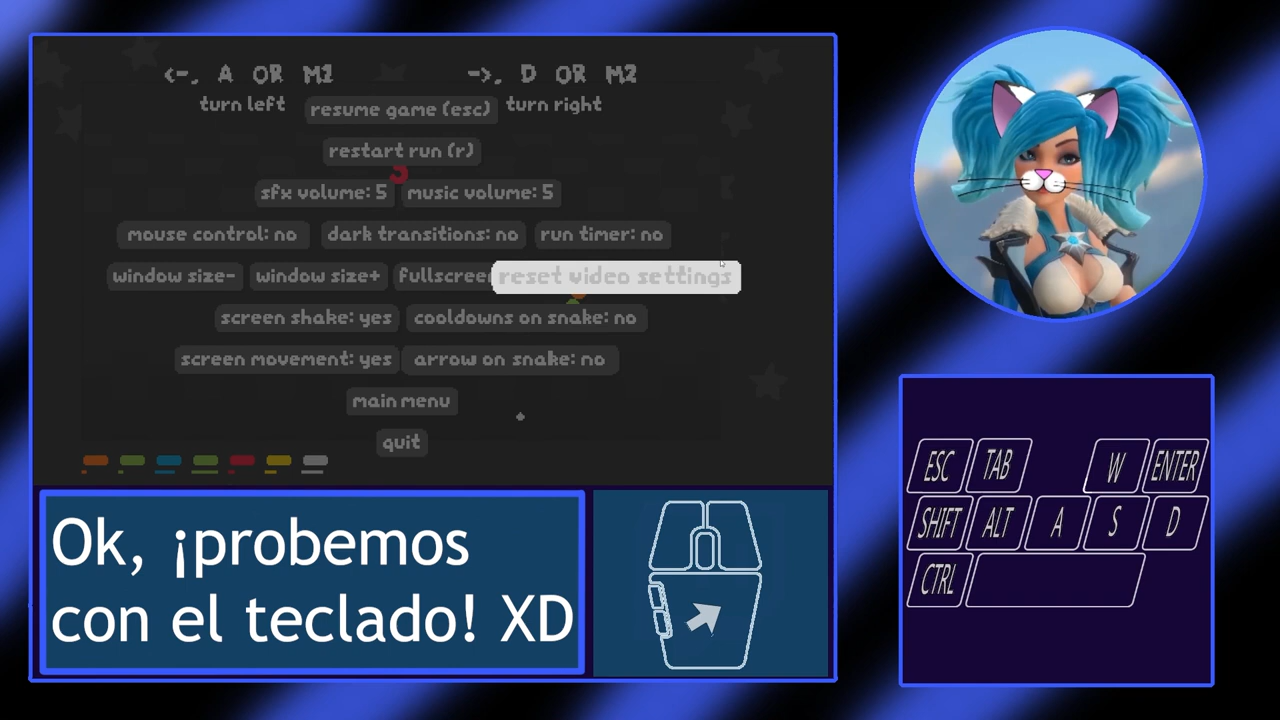 <-, A OR M1
->, D OR M2
turn left
resume game (esc)
turn right
restart run (r)
sfx volume: 5
music volume: 5
mouse control: no
dark transitions: no
run timer: no
window size-
window size+
fullscreen
reset video settings
screen shake: yes
cooldowns on snake: no
screen movement: yes
arrow on snake: no
main menu
quit
Ok, ¡probemos
con el teclado! XD
ESC
TAB
W
ENTER
SHIFT
ALT
A
S
D
CTRL